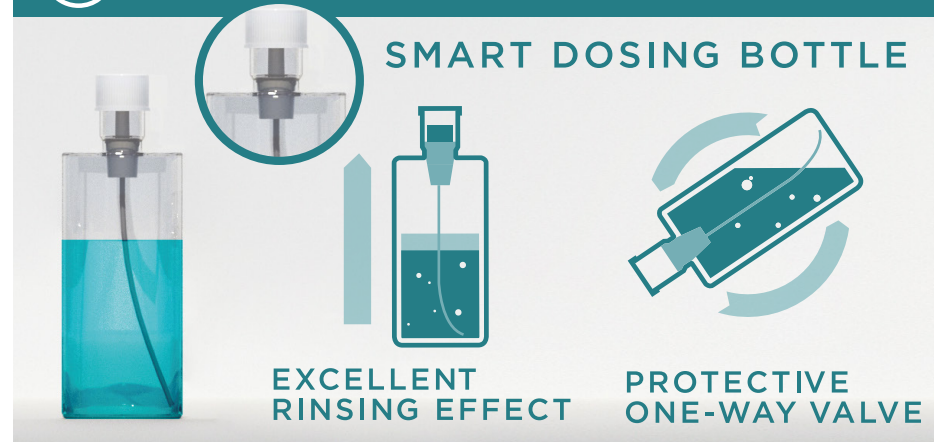 SMART DOSING BOTTLE
EXCELLENT
RINSING EFFECT
PROTECTIVE
ONE-WAY VALVE